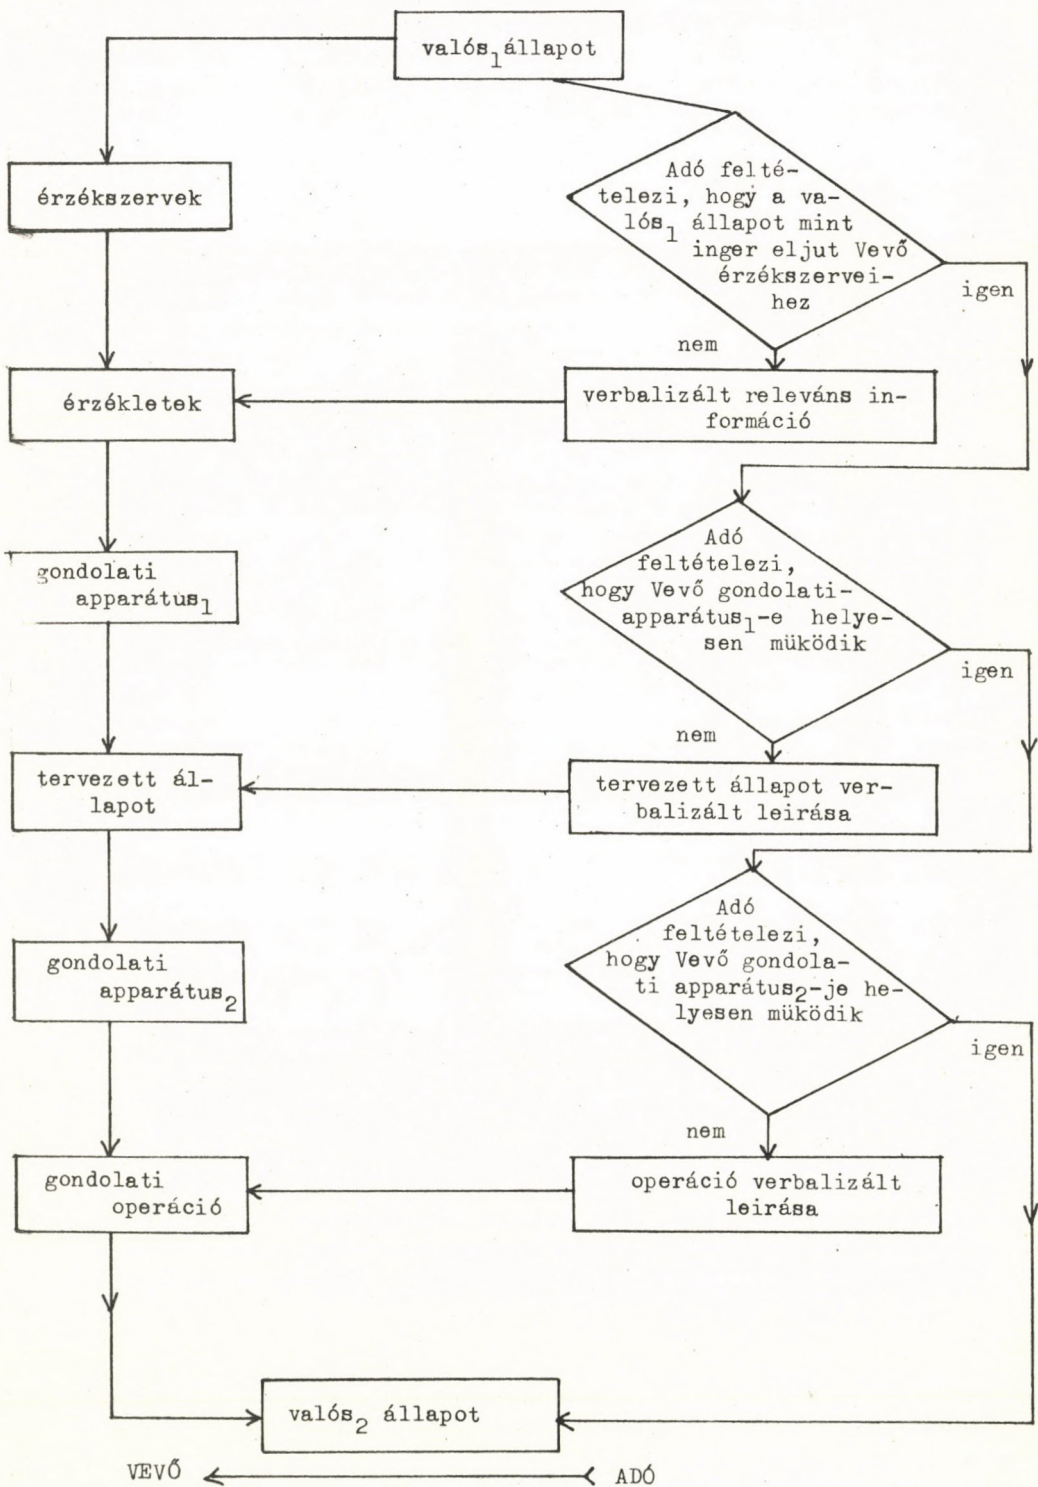 valós₁ állapot
érzékszervek
Adó felté-
telezi, hogy a va-
lós₁ állapot mint
inger eljut Vevő
érzékszervei-
hez
igen
nem
érzékletek
verbalizált releváns in-
formáció
gondolati
apparátus₁
Adó
feltételezi,
hogy Vevő gondolati-
apparátus₁-e helye-
sen müködik
igen
nem
tervezett ál-
lapot
tervezett állapot ver-
balizált leirása
gondolati
apparátus₂
Adó
feltételezi,
hogy Vevő gondola-
ti apparátus₂-je he-
lyesen müködik
igen
nem
gondolati
operáció
operáció verbalizált
leirása
valós₂ állapot
VEVŐ
ADÓ